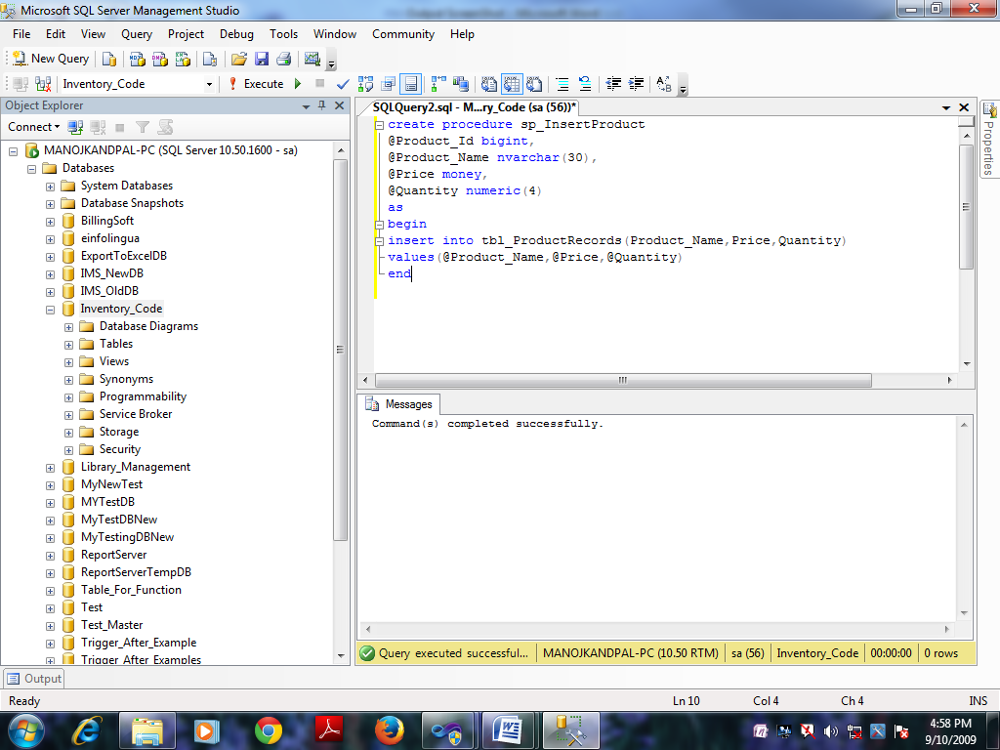 Microsoft SQL Server Management Studio
File Edit View Query Project Debug Tools Window Community Help
New Query
Inventory_Code Execute
Object Explorer
Connect
MANOJKANDPAL-PC (SQL Server 10.50.1600 - sa)
Databases
System Databases
Database Snapshots
BillingSoft
einfolingua
ExportToExcelDB
IMS_NewDB
IMS_OldDB
Inventory_Code
Database Diagrams
Tables
Views
Synonyms
Programmability
Service Broker
Storage
Security
Library_Management
MyNewTest
MYTestDB
MyTestDBNew
MyTestingDBNew
ReportServer
ReportServerTempDB
Table_For_Function
Test
Test_Master
Trigger_After_Example
Trigger_After_Examples
SQLQuery2.sql - M...ry_Code (sa (56))*
create procedure sp_InsertProduct
@Product_Id bigint,
@Product_Name nvarchar(30),
@Price money,
@Quantity numeric(4)
as
begin
insert into tbl_ProductRecords(Product_Name,Price,Quantity)
values(@Product_Name,@Price,@Quantity)
end
Properties
Messages
Command(s) completed successfully.
Query executed successful... MANOJKANDPAL-PC (10.50 RTM) sa (56) Inventory_Code 00:00:00 0 rows
Output
Ready Ln 10 Col 4 Ch 4 INS
4:58 PM
9/10/2009